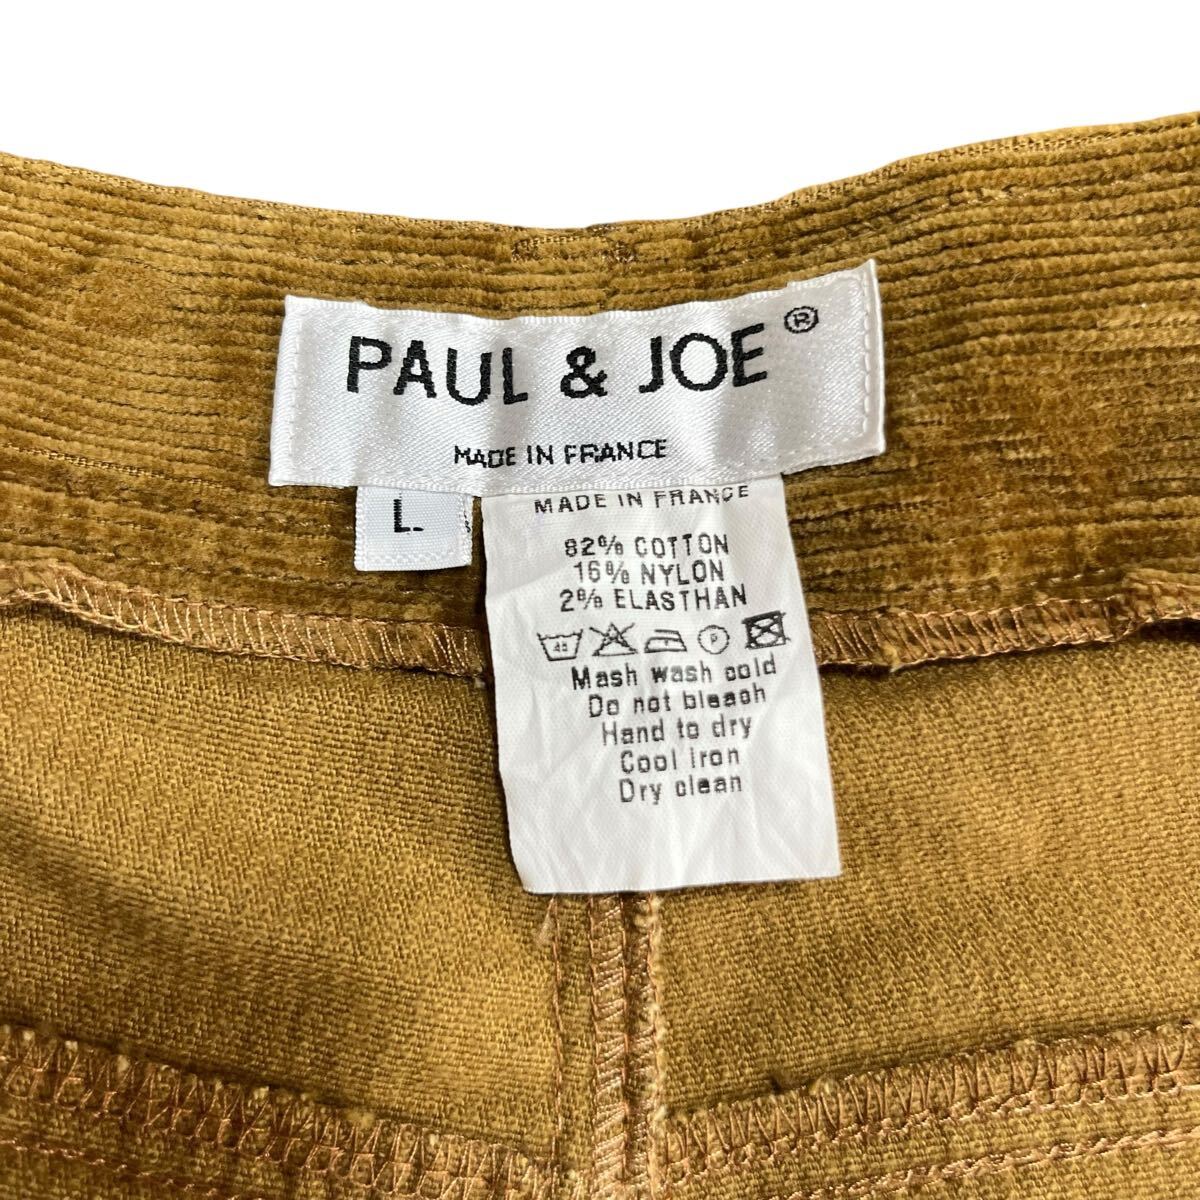 PAUL & JOE ®
MADE IN FRANCE
L.
MADE IN FRANCE
82% COTTON
16% NYLON
2% ELASTHAN
P
Mash wash cold
Do not bleach
Hand to dry
Cool iron
Dry clean